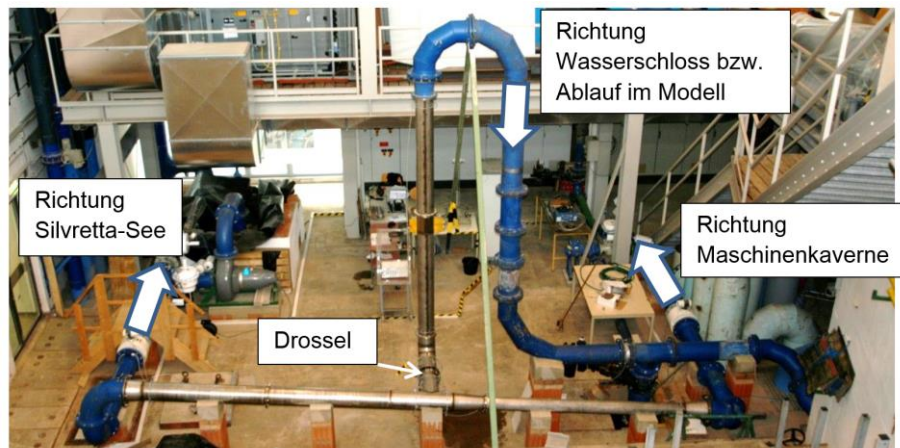 Richtung
Wasserschloss bzw.
Ablauf im Modell
Richtung
Silvretta-See
Richtung
Maschinenkaverne
Drossel